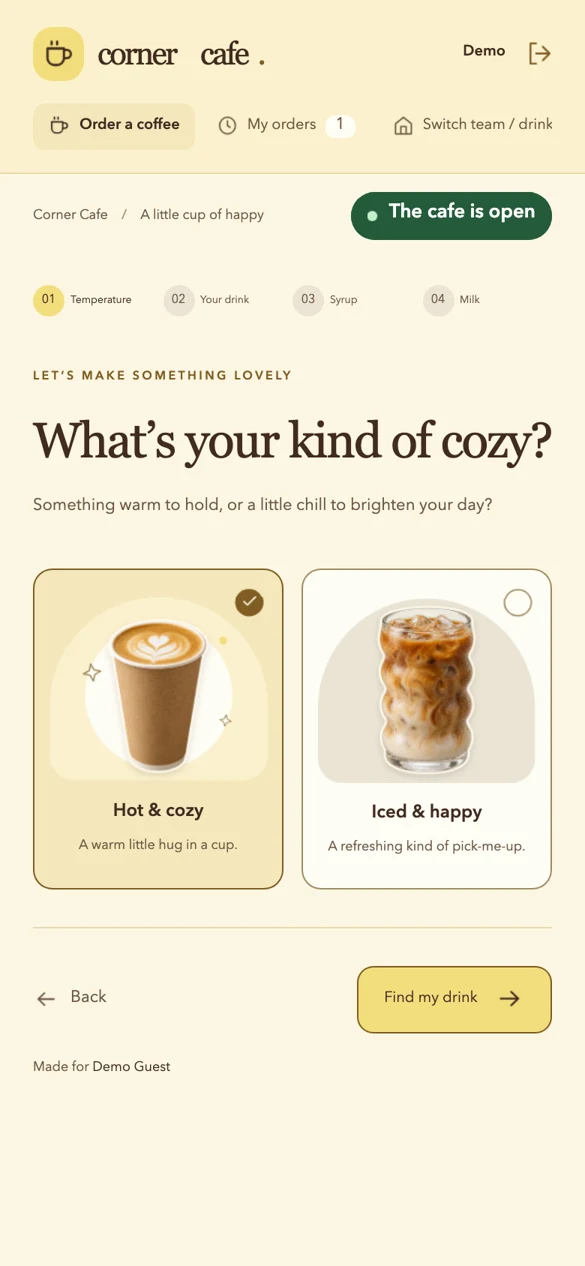 corner cafe .
Demo
Order a coffee
My orders 1
Switch team / drink
Corner Cafe / A little cup of happy
The cafe is open
01 Temperature
02 Your drink
03 Syrup
04 Milk
LET’S MAKE SOMETHING LOVELY
What’s your kind of cozy?
Something warm to hold, or a little chill to brighten your day?
Hot & cozy
A warm little hug in a cup.
Iced & happy
A refreshing kind of pick-me-up.
Back
Find my drink
Made for Demo Guest